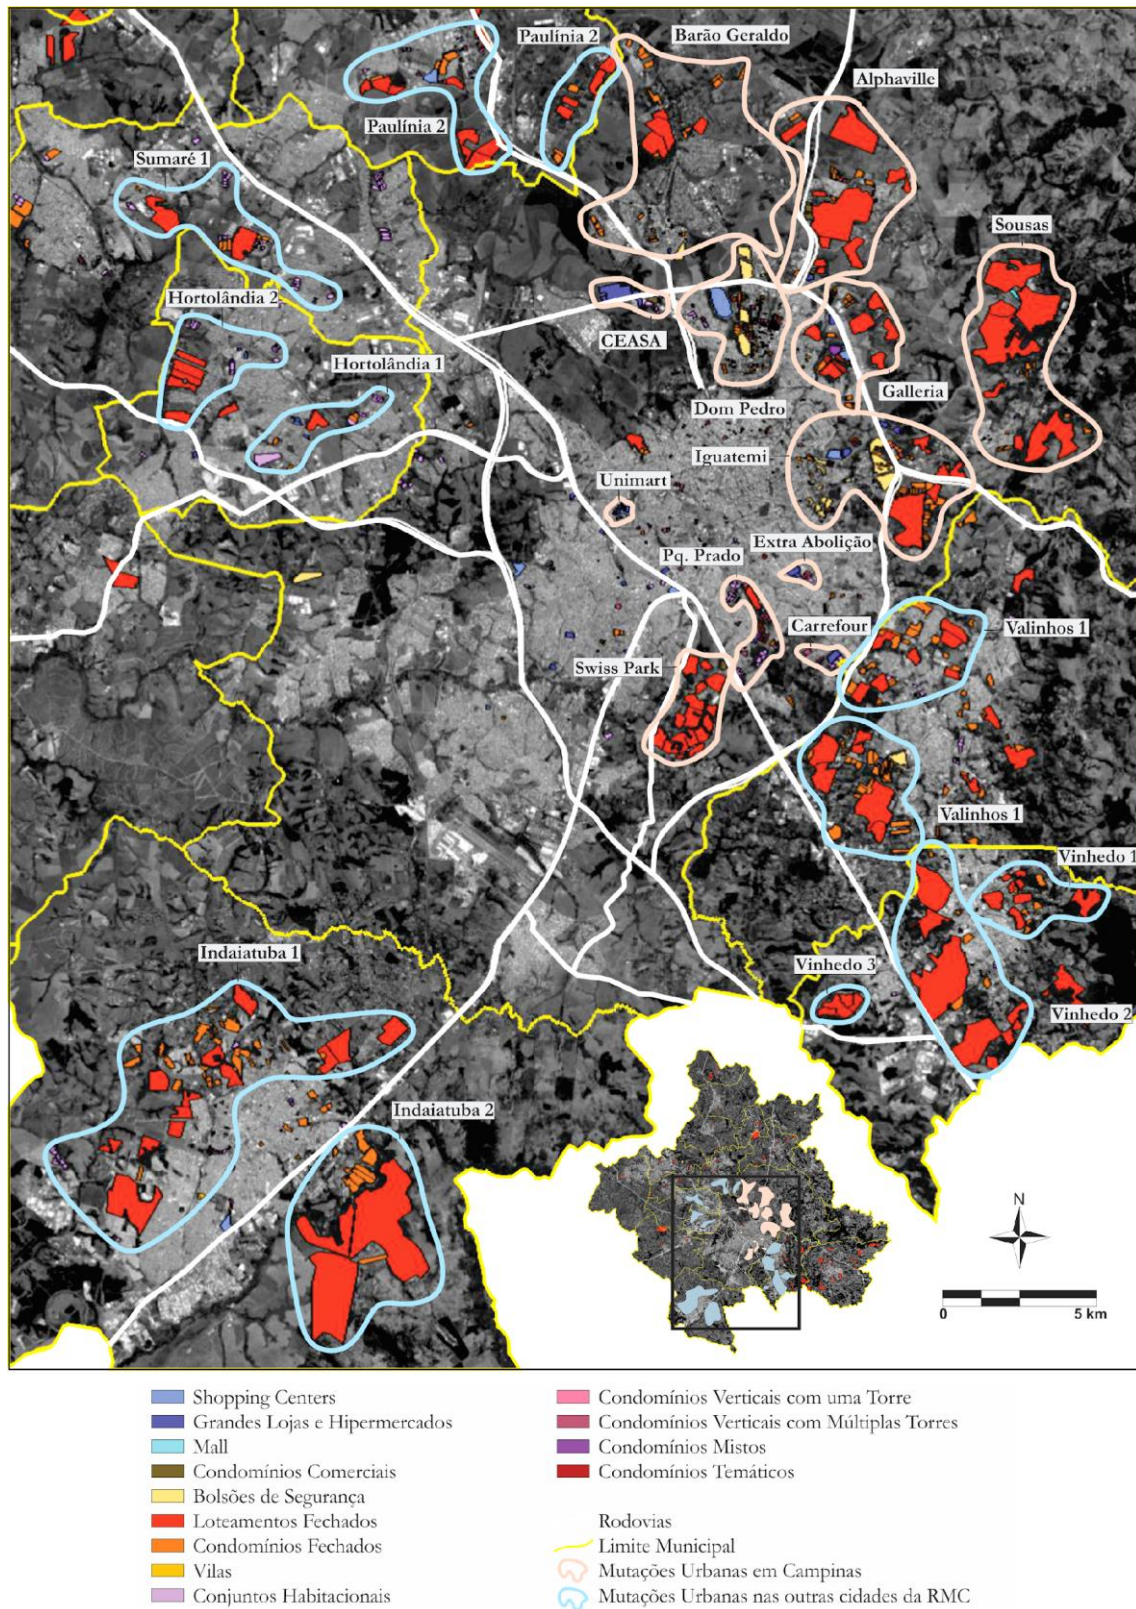 Paulínia 2
Barão Geraldo
Alphaville
Paulínia 2
Sumaré 1
Sousas
Hortolândia 2
CEASA
Hortolândia 1
Galleria
Dom Pedro
Iguatemi
Unimart
Extra Abolição
Pq. Prado
Carrefour
Valinhos 1
Swiss Park
Valinhos 1
Vinhedo 1
Indaiatuba 1
Vinhedo 3
Vinhedo 2
Indaiatuba 2
N
0 5 km
Shopping Centers
Grandes Lojas e Hipermercados
Mall
Condomínios Comerciais
Bolsões de Segurança
Loteamentos Fechados
Condomínios Fechados
Vilas
Conjuntos Habitacionais
Condomínios Verticais com uma Torre
Condomínios Verticais com Múltiplas Torres
Condomínios Mistos
Condomínios Temáticos
Rodovias
Limite Municipal
Mutações Urbanas em Campinas
Mutações Urbanas nas outras cidades da RMC